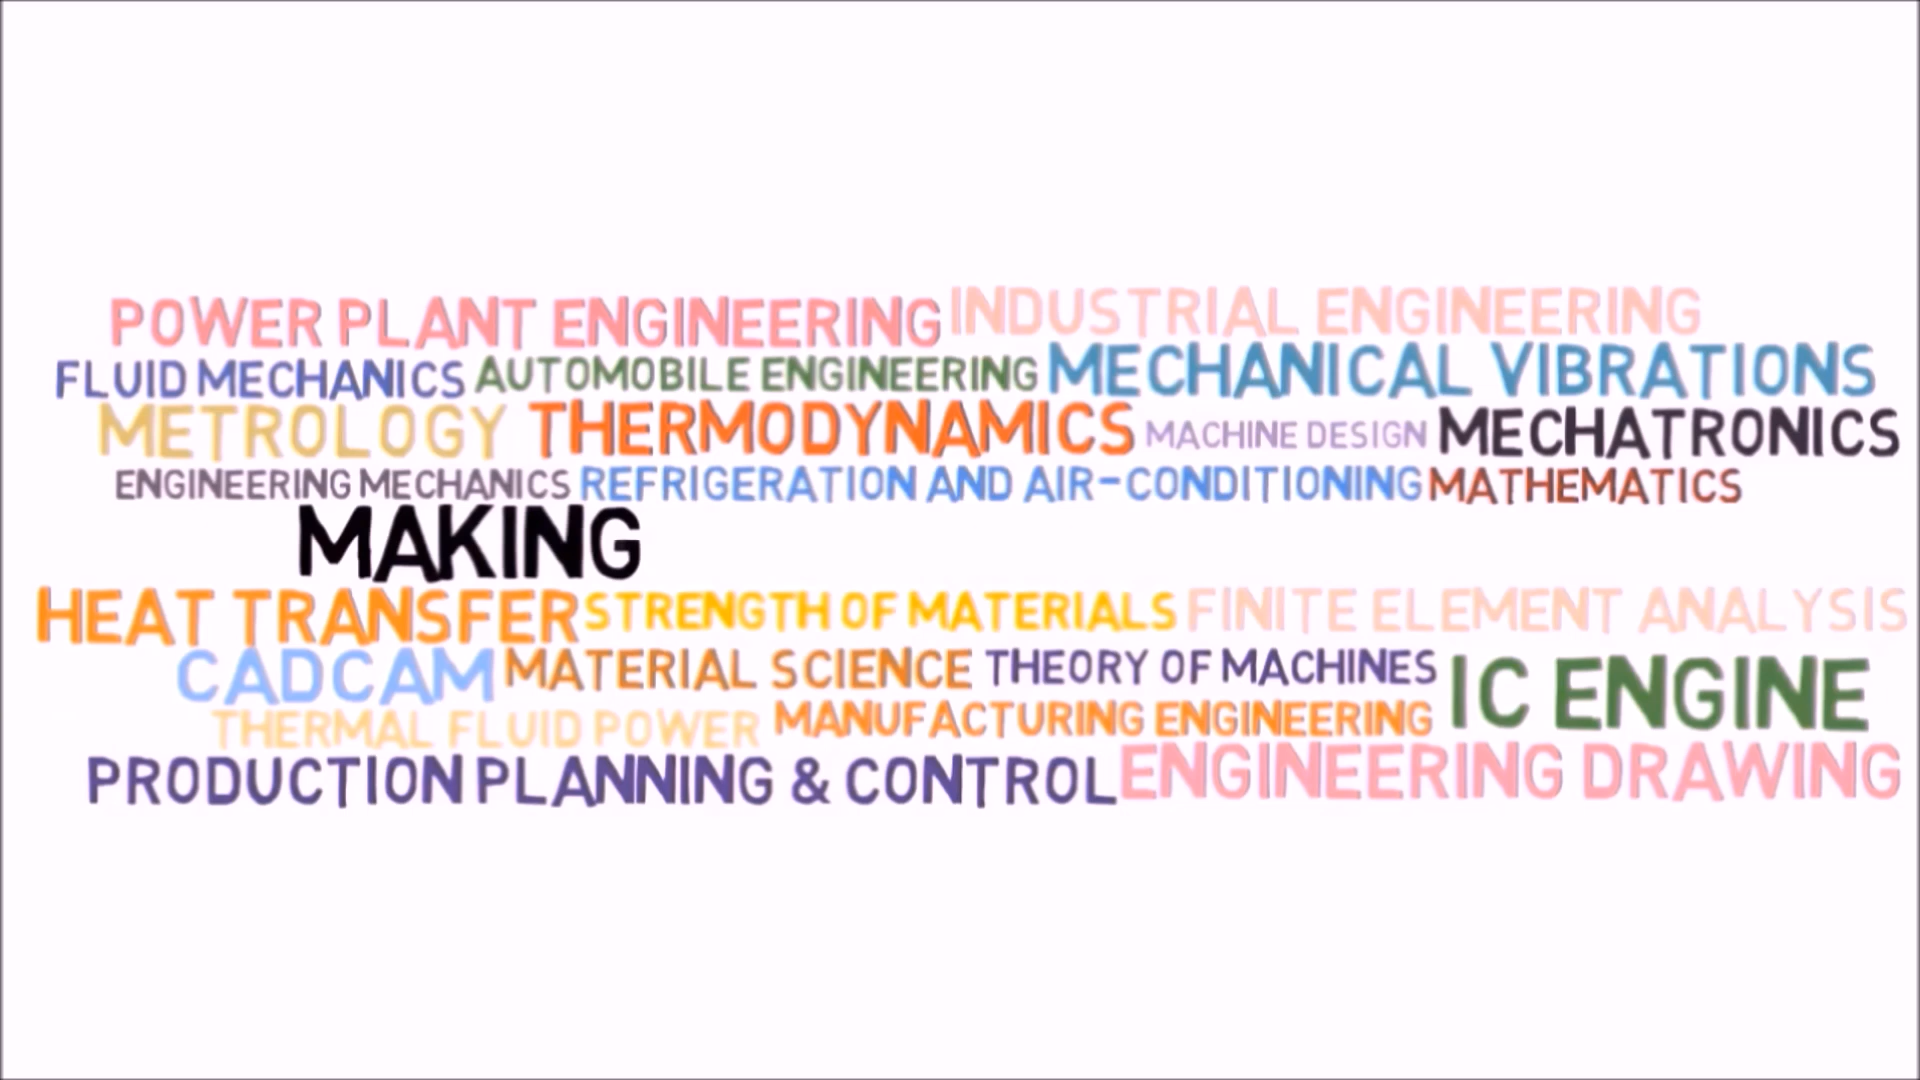 POWER PLANT ENGINEERING INDUSTRIAL ENGINEERING
FLUID MECHANICS AUTOMOBILE ENGINEERING MECHANICAL VIBRATIONS
METROLOGY THERMODYNAMICS MACHINE DESIGN MECHATRONICS
ENGINEERING MECHANICS REFRIGERATION AND AIR-CONDITIONING MATHEMATICS
MAKING
HEAT TRANSFER STRENGTH OF MATERIALS FINITE ELEMENT ANALYSIS
CADCAM MATERIAL SCIENCE THEORY OF MACHINES IC ENGINE
THERMAL FLUID POWER MANUFACTURING ENGINEERING
PRODUCTION PLANNING & CONTROL ENGINEERING DRAWING